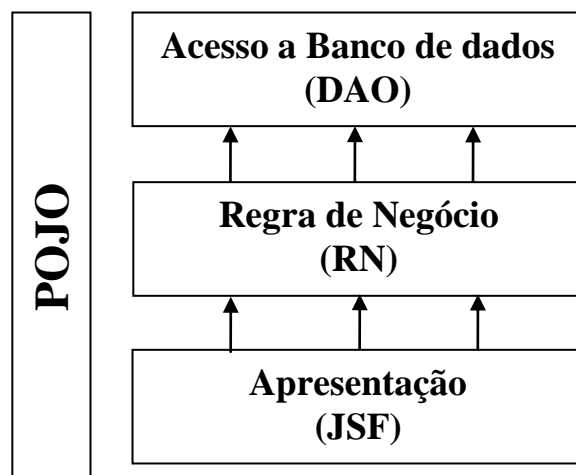 POJO
Acesso a Banco de dados
(DAO)
Regra de Negócio
(RN)
Apresentação
(JSF)